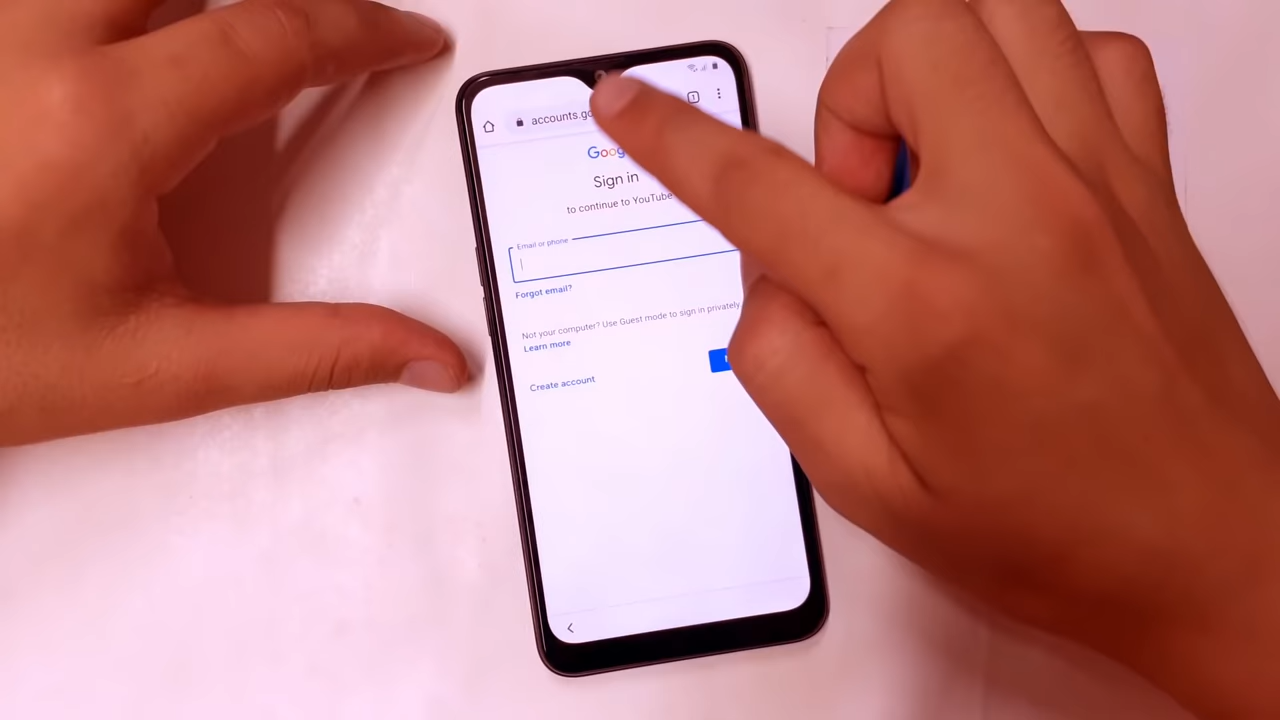 1
accounts.go
Goog
Sign in
to continue to YouTube
Email or phone
Forgot email?
Not your computer? Use Guest mode to sign in privately.
Learn more
Create account